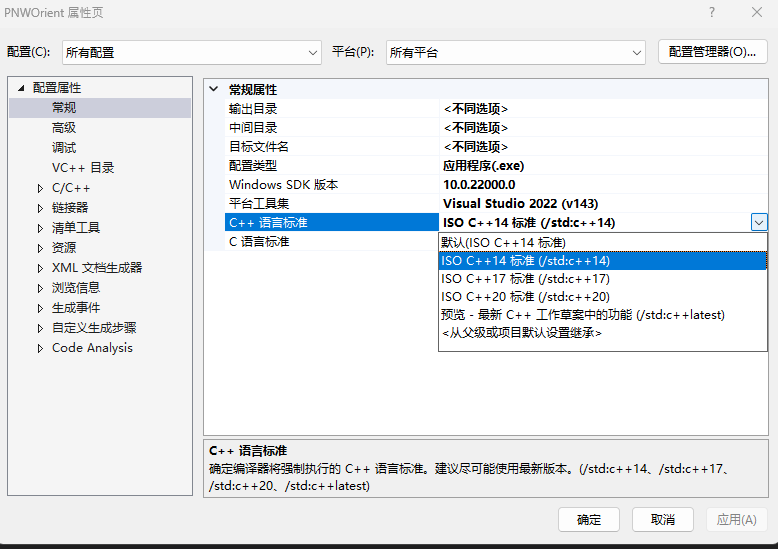 PNWOrient 属性页
配置(C): 所有配置 平台(P): 所有平台 配置管理器(O)...
配置属性
常规
高级
调试
VC++ 目录
C/C++
链接器
清单工具
资源
XML 文档生成器
浏览信息
生成事件
自定义生成步骤
Code Analysis
常规属性
输出目录 <不同选项>
中间目录 <不同选项>
目标文件名 <不同选项>
配置类型 应用程序(.exe)
Windows SDK 版本 10.0.22000.0
平台工具集 Visual Studio 2022 (v143)
C++ 语言标准 ISO C++14 标准 (/std:c++14)
C 语言标准
默认(ISO C++14 标准)
ISO C++14 标准 (/std:c++14)
ISO C++17 标准 (/std:c++17)
ISO C++20 标准 (/std:c++20)
预览 - 最新 C++ 工作草案中的功能 (/std:c++latest)
<从父级或项目默认设置继承>
C++ 语言标准
确定编译器将强制执行的 C++ 语言标准。建议尽可能使用最新版本。(/std:c++14、/std:c++17、
/std:c++20、/std:c++latest)
确定 取消 应用(A)